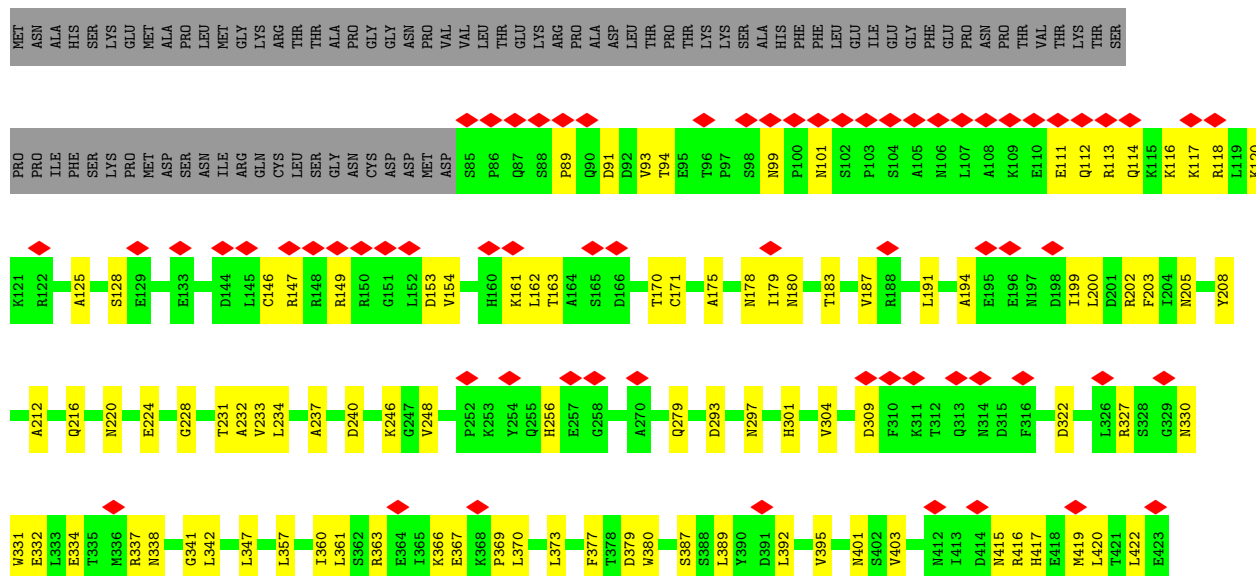 MET ASN ALA HIS SER LYS GLU MET ALA PRO LEU MET GLY LYS ARG THR THR ALA PRO GLY GLY ASN PRO VAL VAL LEU THR GLU LYS ARG PRO ALA ASP LEU THR PRO THR LYS LYS SER ALA HIS PHE PHE LEU GLU ILE GLU GLY PHE GLU PRO ASN PRO THR VAL THR LYS THR SER
PRO PRO ILE PHE SER LYS PRO MET ASP SER ASN ILE ARG GLN CYS LEU SER GLY ASN CYS ASP ASP MET ASP S85 P86 Q87 S88 P89 Q90 D91 D92 V93 T94 E95 T96 P97 S98 N99 P100 N101 S102 P103 S104 A105 N106 L107 A108 K109 E110 E111 Q112 R113 Q114 K115 K116 K117 R118 L119 K120
K121 R122 A125 S128 E129 E133 D144 L145 C146 R147 R148 R149 R150 G151 L152 D153 V154 H160 K161 L162 T163 A164 S165 D166 T170 C171 A175 N178 I179 N180 T183 V187 R188 L191 A194 E195 E196 N197 D198 I199 L200 D201 R202 F203 I204 N205 Y208
A212 Q216 N220 E224 G228 T231 A232 V233 L234 A237 D240 K246 G247 V248 P252 K253 Y254 Q255 H256 E257 G258 A270 Q279 D293 N297 H301 V304 D309 F310 K311 T312 Q313 N314 D315 F316 D322 L326 R327 S328 G329 N330
W331 E332 L333 E334 T335 M336 R337 N338 G341 L342 L347 L357 I360 L361 S362 R363 E364 I365 K366 E367 K368 P369 L370 L373 F377 T378 D379 W380 S387 S388 L389 Y390 D391 L392 V395 N401 S402 V403 N412 I413 D414 N415 R416 H417 E418 M419 L420 T421 L422 E423